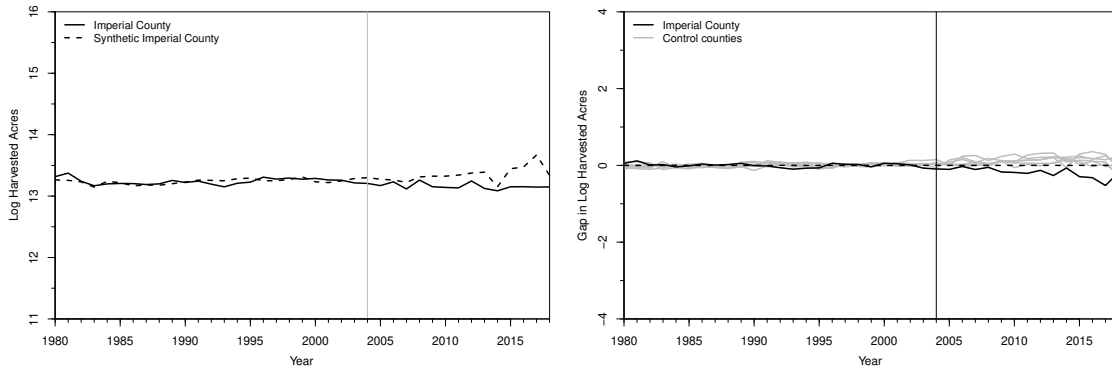 Imperial County
Synthetic Imperial County
Log Harvested Acres
16
15
14
13
12
11
1980 1985 1990 1995 2000 2005 2010 2015
Year
Imperial County
Control counties
Gap in Log Harvested Acres
4
2
0
−2
−4
1980 1985 1990 1995 2000 2005 2010 2015
Year